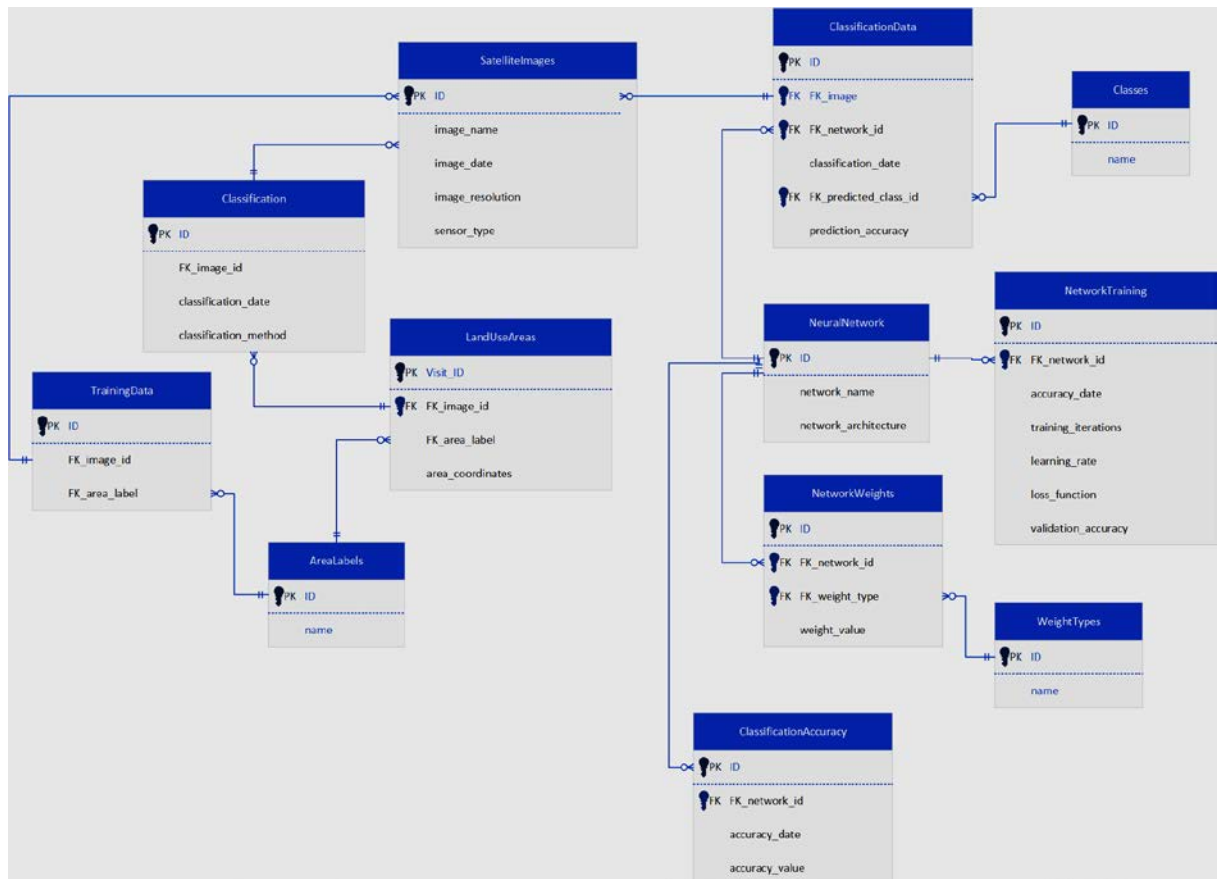 SatelliteImages
PK ID
image_name
image_date
image_resolution
sensor_type
ClassificationData
PK ID
FK FK_image
FK FK_network_id
classification_date
FK FK_predicted_class_id
prediction_accuracy
Classes
PK ID
name
Classification
PK ID
FK_image_id
classification_date
classification_method
LandUseAreas
PK Visit_ID
FK FK_image_id
FK_area_label
area_coordinates
TrainingData
PK ID
FK_image_id
FK_area_label
AreaLabels
PK ID
name
NeuralNetwork
PK ID
network_name
network_architecture
NetworkTraining
PK ID
FK FK_network_id
accuracy_date
training_iterations
learning_rate
loss_function
validation_accuracy
NetworkWeights
PK ID
FK FK_network_id
FK FK_weight_type
weight_value
WeightTypes
PK ID
name
ClassificationAccuracy
PK ID
FK FK_network_id
accuracy_date
accuracy_value